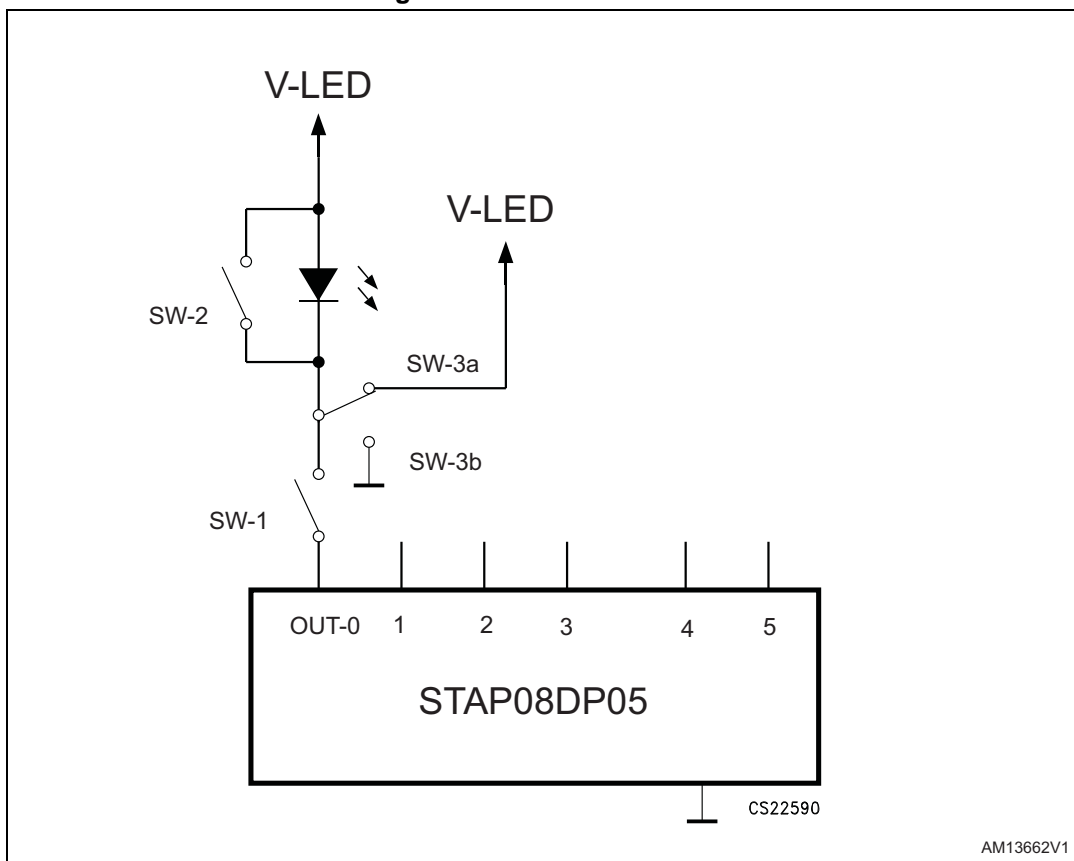 g
V-LED
V-LED
SW-2
SW-3a
SW-3b
SW-1
OUT-0 1 2 3 4 5
STAP08DP05
CS22590
AM13662V1